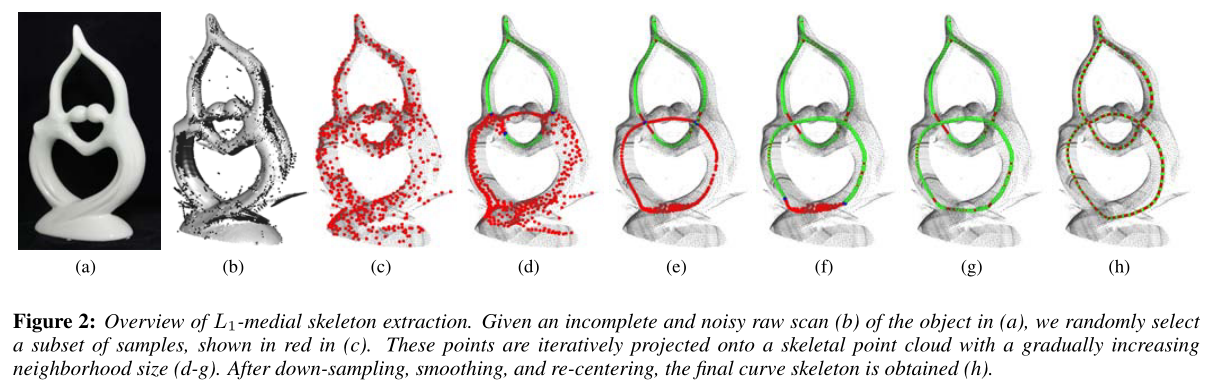 (a) (b) (c) (d) (e) (f) (g) (h)
Figure 2: Overview of L1-medial skeleton extraction. Given an incomplete and noisy raw scan (b) of the object in (a), we randomly select
a subset of samples, shown in red in (c). These points are iteratively projected onto a skeletal point cloud with a gradually increasing
neighborhood size (d-g). After down-sampling, smoothing, and re-centering, the final curve skeleton is obtained (h).